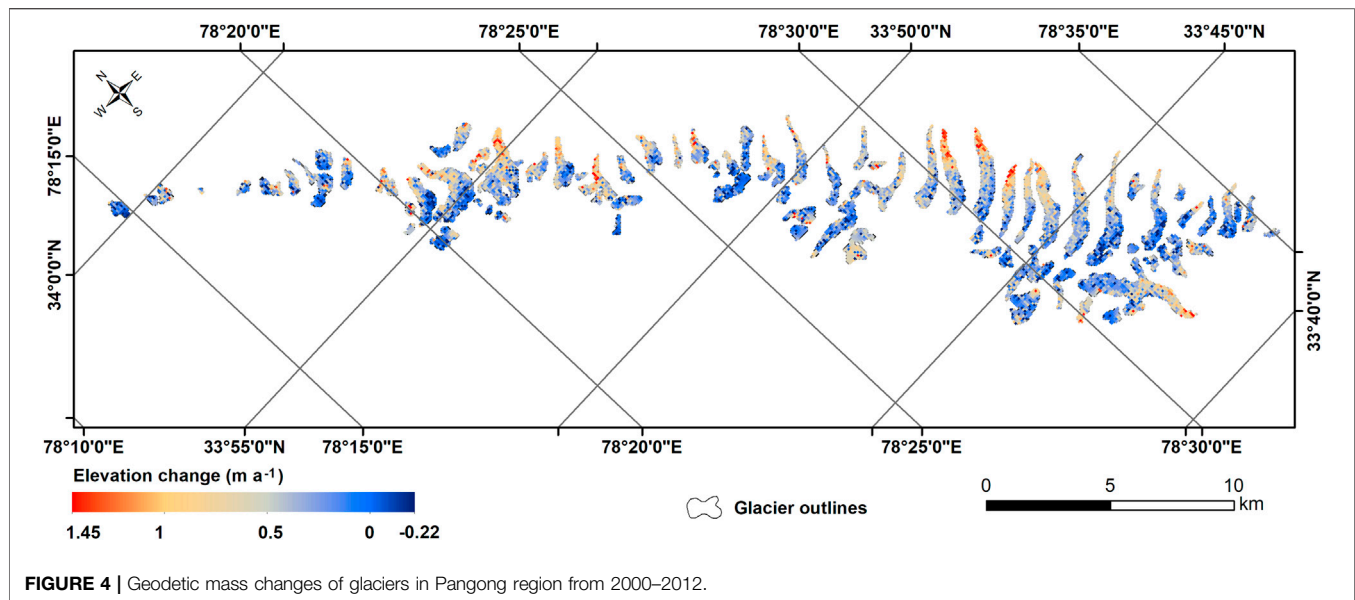 78°20'0"E 78°25'0"E 78°30'0"E 33°50'0"N 78°35'0"E 33°45'0"N
N E
W S
78°15'0"E
34°0'0"N
33°40'0"N
78°10'0"E 33°55'0"N 78°15'0"E 78°20'0"E 78°25'0"E 78°30'0"E
Elevation change (m a-1)
1.45 1 0.5 0 -0.22
Glacier outlines
0 5 10
km
FIGURE 4 | Geodetic mass changes of glaciers in Pangong region from 2000–2012.